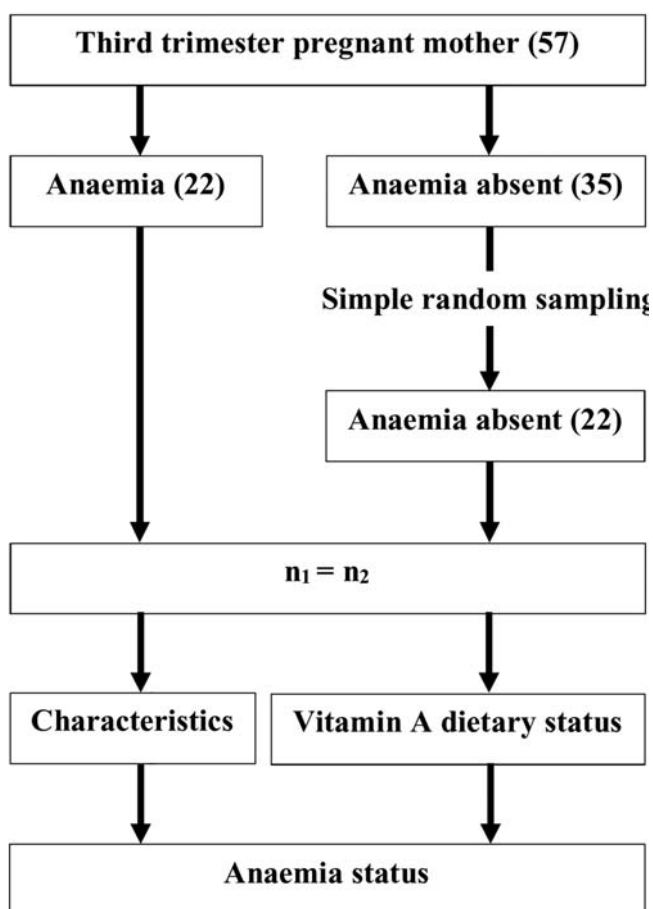 Third trimester pregnant mother (57)
Anaemia (22)
Anaemia absent (35)
Simple random sampling
Anaemia absent (22)
n₁ = n₂
Characteristics
Vitamin A dietary status
Anaemia status